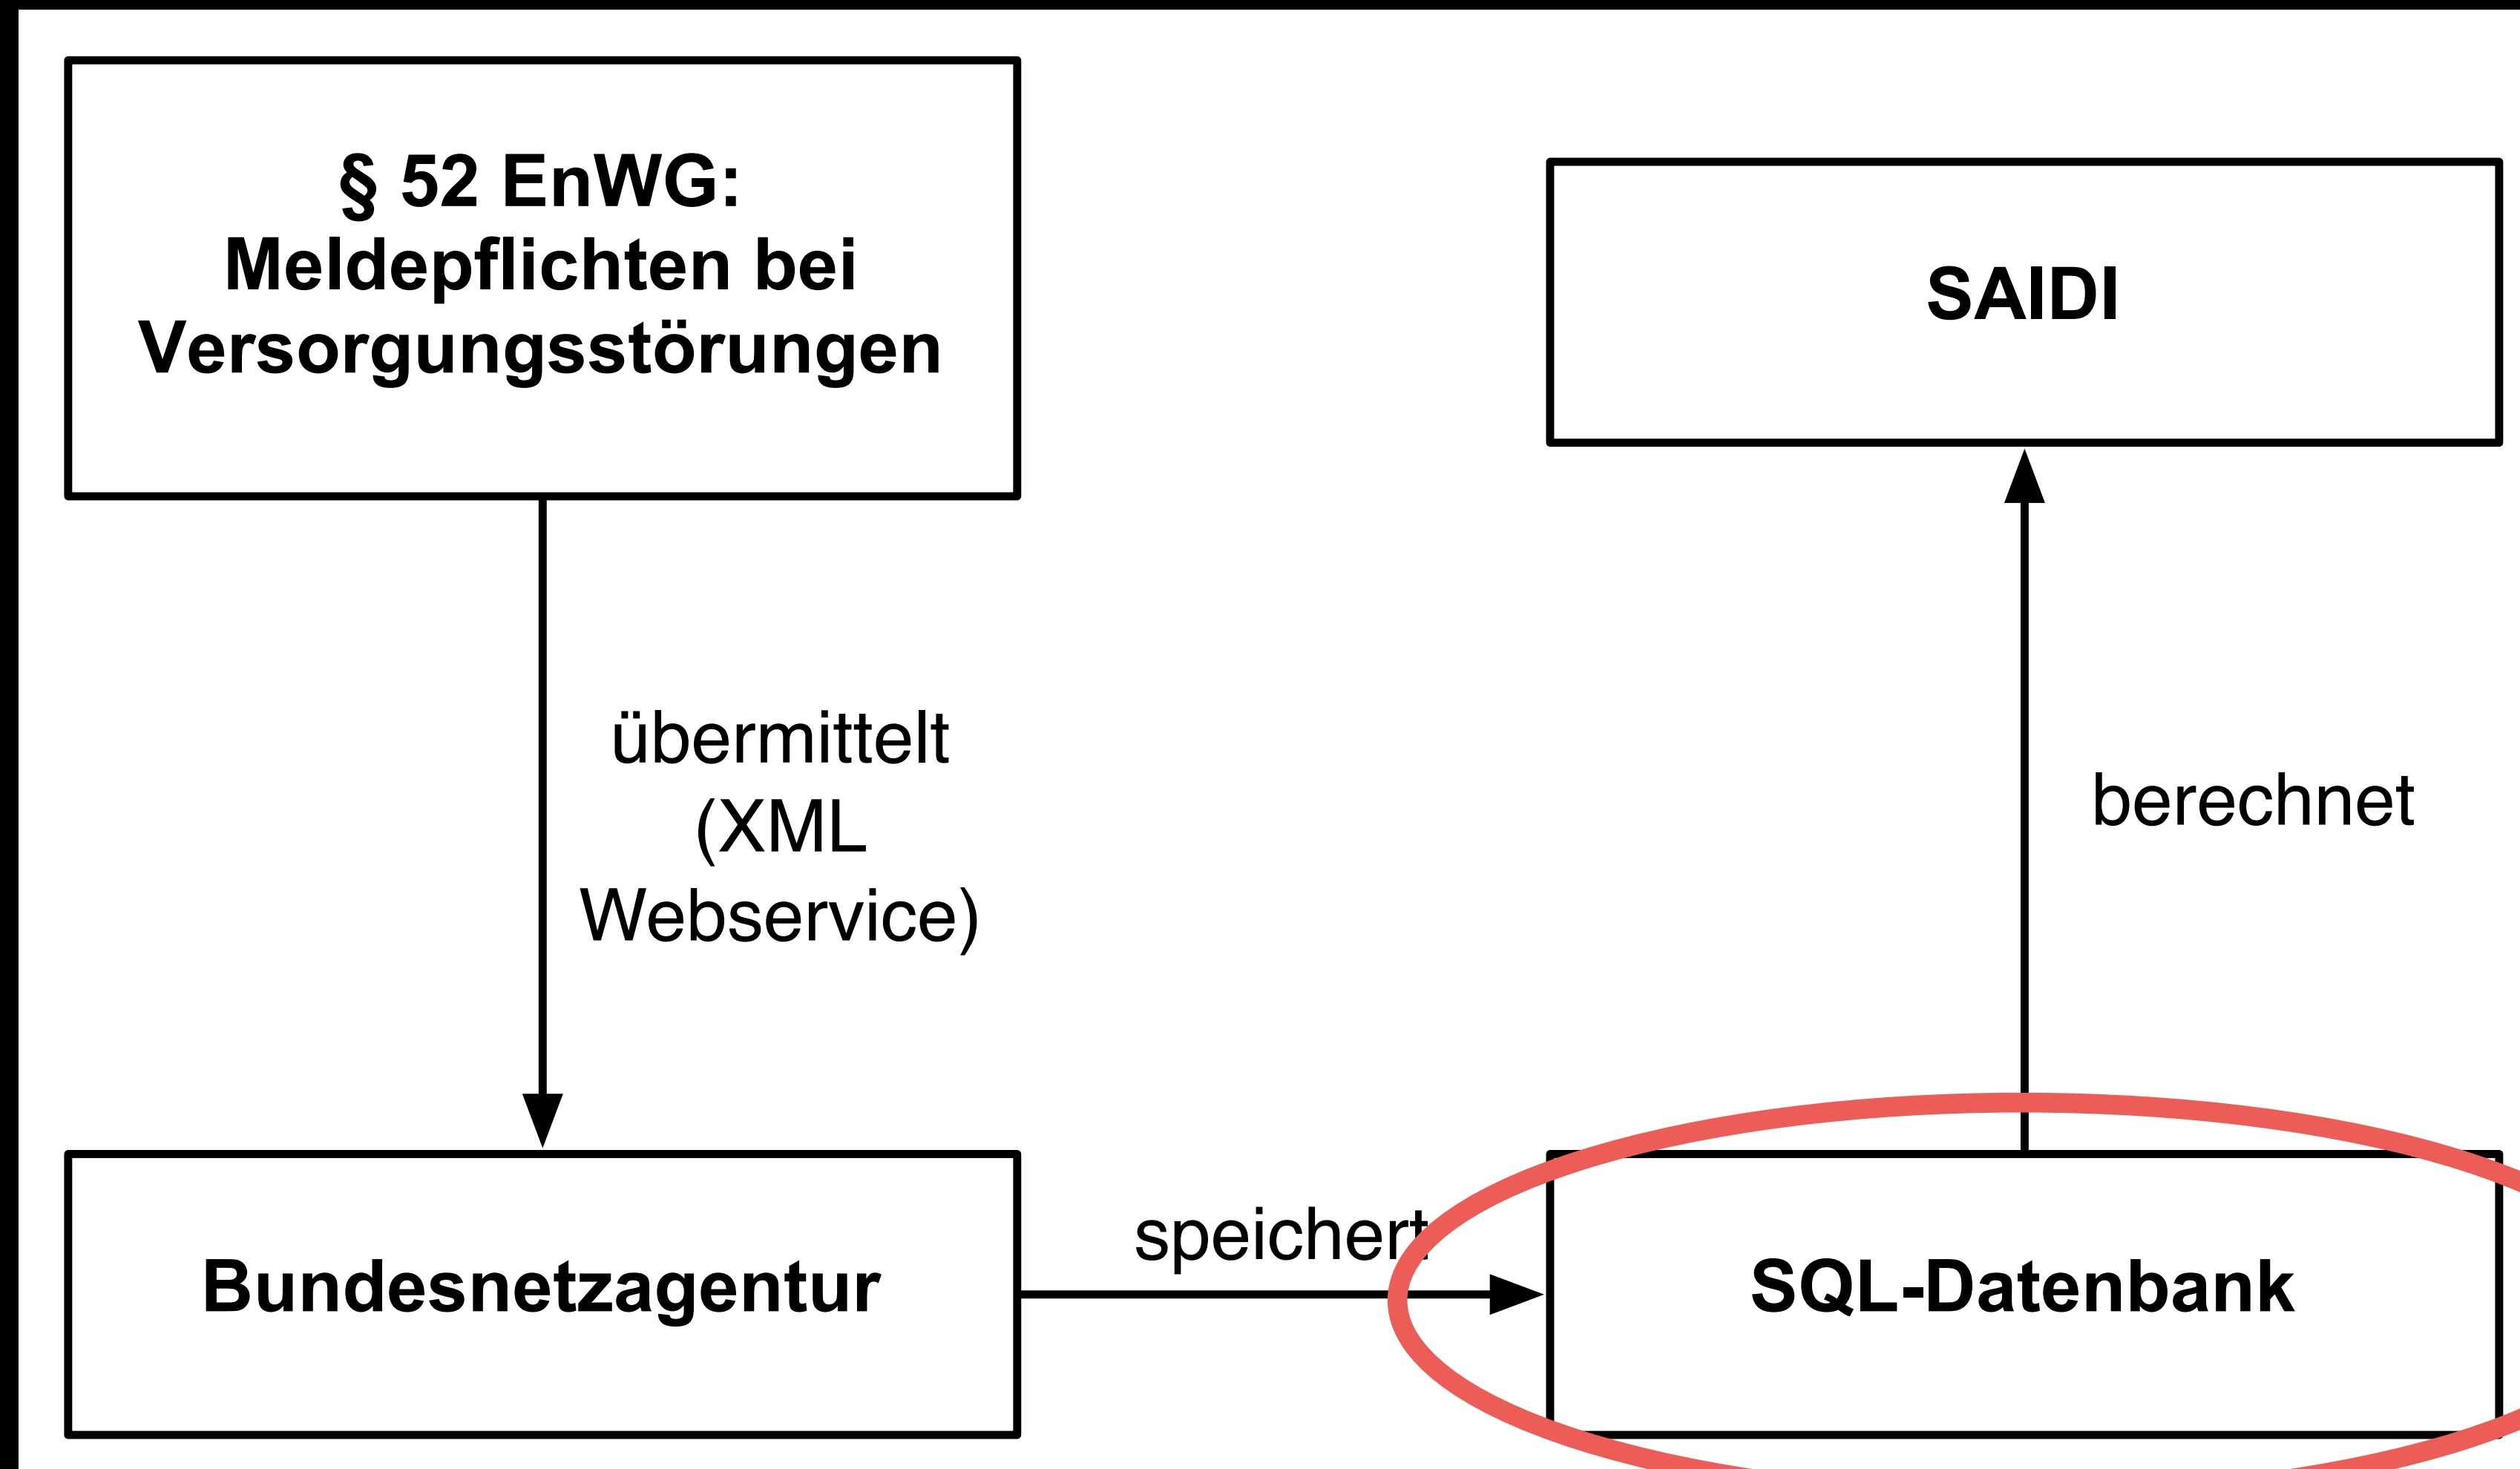 § 52 EnWG:
Meldepflichten bei
Versorgungsstörungen
SAIDI
übermittelt
(XML
Webservice)
berechnet
Bundesnetzagentur
speichert
SQL-Datenbank